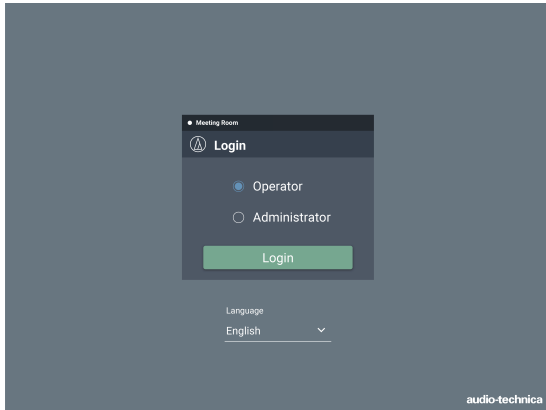 Meeting Room
Login
Operator
Administrator
Login
Language
English
audio-technica